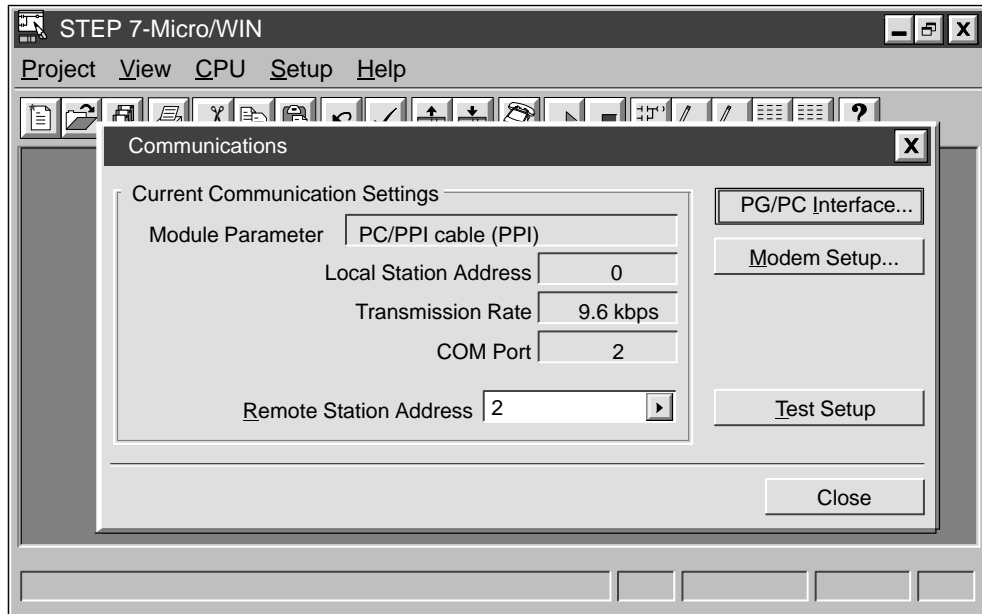 STEP 7-Micro/WIN
Project View CPU Setup Help
?
Communications
Current Communication Settings
Module Parameter PC/PPI cable (PPI)
Local Station Address 0
Transmission Rate 9.6 kbps
COM Port 2
Remote Station Address 2
PG/PC Interface...
Modem Setup...
Test Setup
Close